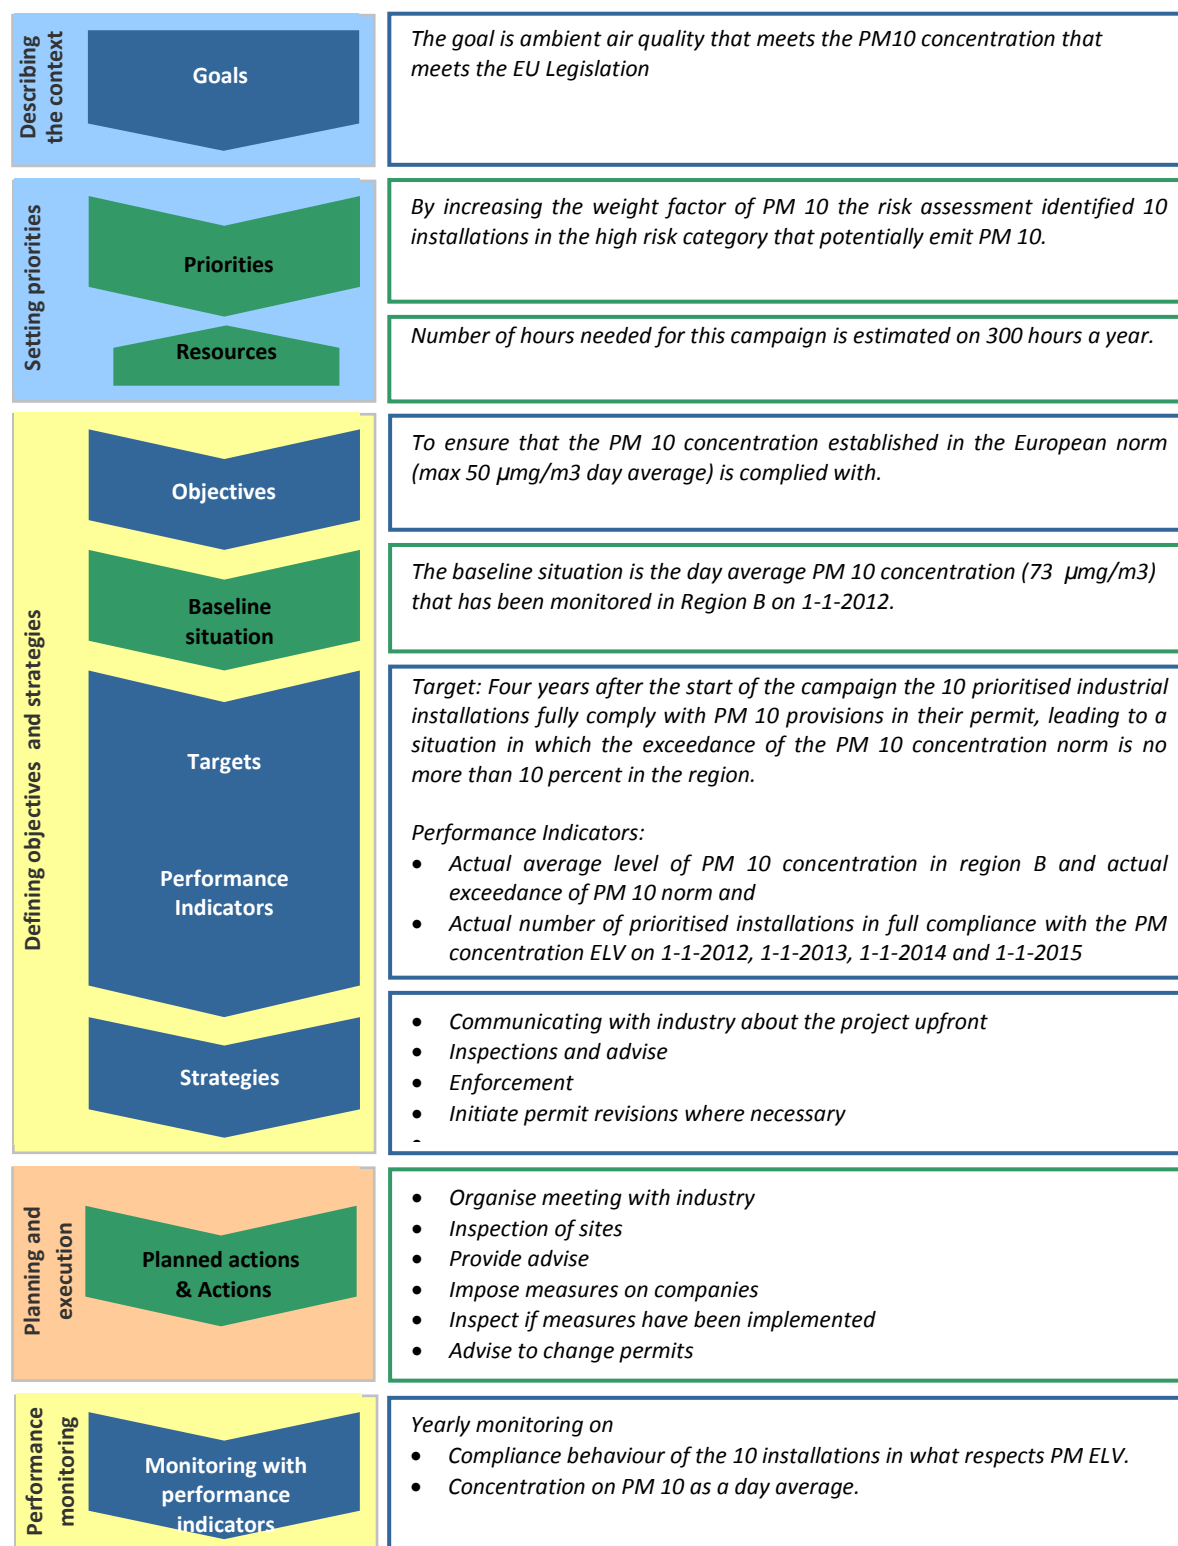 Describing
the context
Goals
The goal is ambient air quality that meets the PM10 concentration that
meets the EU Legislation
Setting priorities
Priorities
By increasing the weight factor of PM 10 the risk assessment identified 10
installations in the high risk category that potentially emit PM 10.
Resources
Number of hours needed for this campaign is estimated on 300 hours a year.
Defining objectives and strategies
Objectives
To ensure that the PM 10 concentration established in the European norm
(max 50 µmg/m3 day average) is complied with.
Baseline
situation
The baseline situation is the day average PM 10 concentration (73 µmg/m3)
that has been monitored in Region B on 1-1-2012.
Targets
Target: Four years after the start of the campaign the 10 prioritised industrial
installations fully comply with PM 10 provisions in their permit, leading to a
situation in which the exceedance of the PM 10 concentration norm is no
more than 10 percent in the region.
Performance
Indicators
Performance Indicators:
• Actual average level of PM 10 concentration in region B and actual
exceedance of PM 10 norm and
• Actual number of prioritised installations in full compliance with the PM
concentration ELV on 1-1-2012, 1-1-2013, 1-1-2014 and 1-1-2015
Strategies
• Communicating with industry about the project upfront
• Inspections and advise
• Enforcement
• Initiate permit revisions where necessary
•
Planning and
execution
Planned actions
& Actions
• Organise meeting with industry
• Inspection of sites
• Provide advise
• Impose measures on companies
• Inspect if measures have been implemented
• Advise to change permits
Performance
monitoring
Monitoring with
performance
indicators
Yearly monitoring on
• Compliance behaviour of the 10 installations in what respects PM ELV.
• Concentration on PM 10 as a day average.